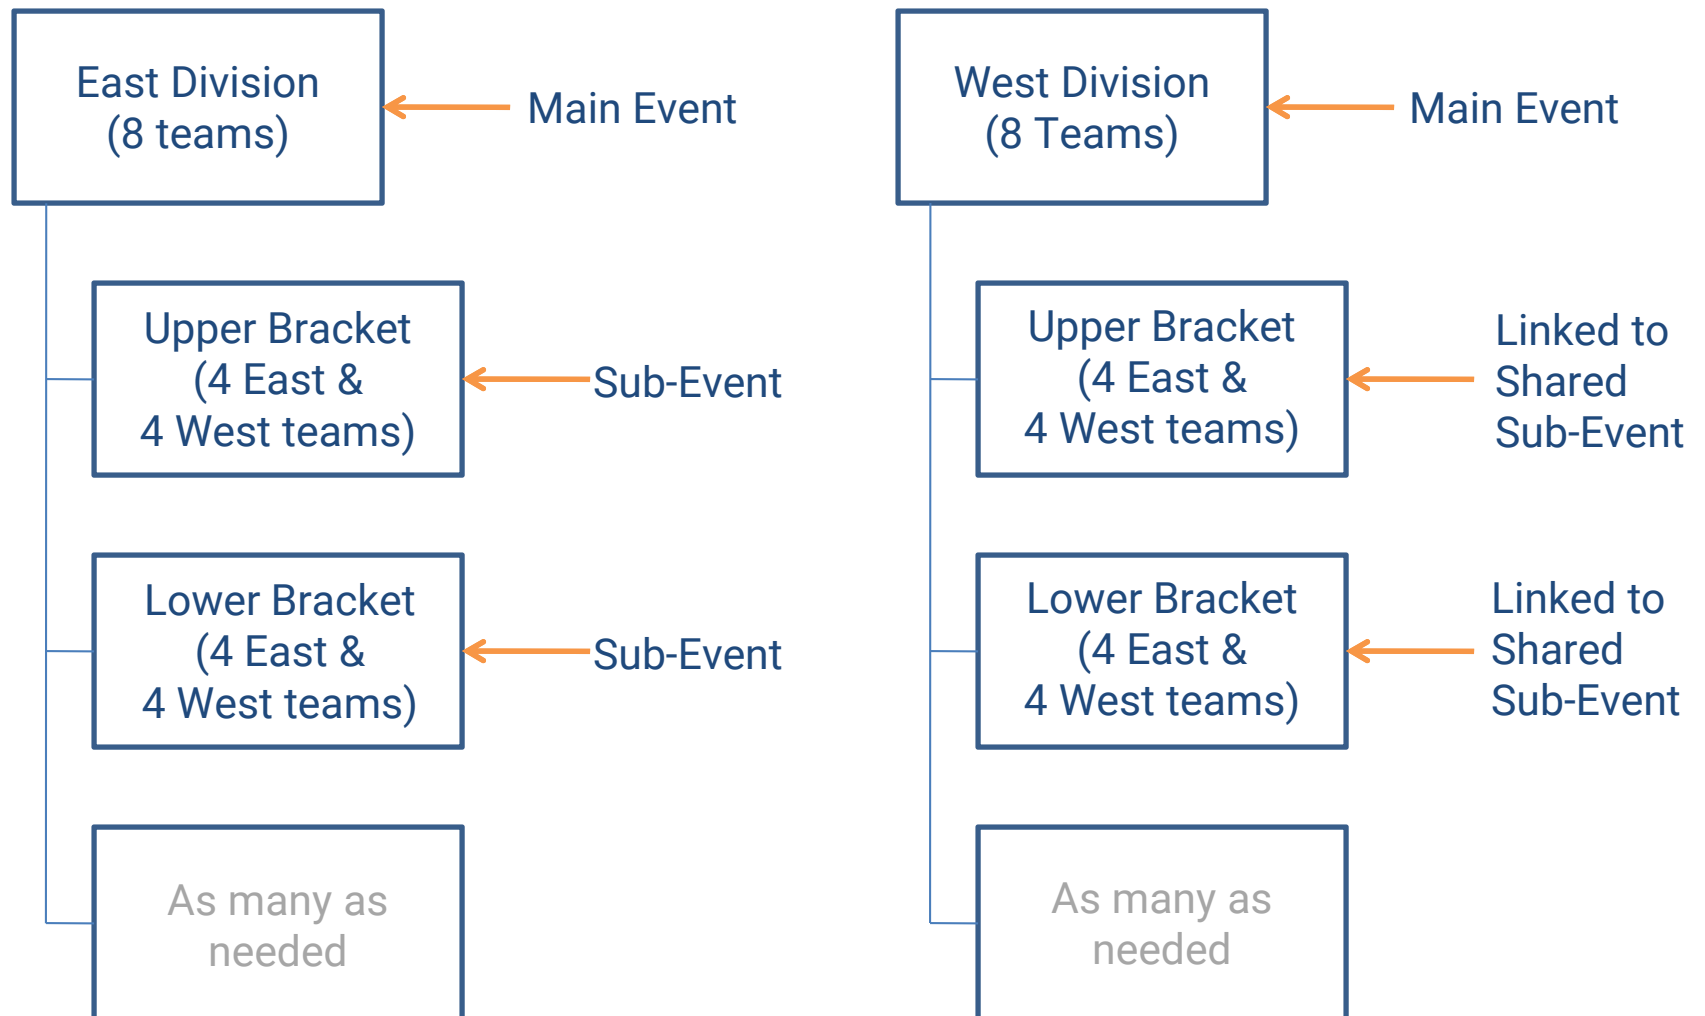 East Division
(8 teams)
Main Event
Upper Bracket
(4 East &
4 West teams)
Sub-Event
Lower Bracket
(4 East &
4 West teams)
Sub-Event
As many as
needed
West Division
(8 Teams)
Main Event
Upper Bracket
(4 East &
4 West teams)
Linked to
Shared
Sub-Event
Lower Bracket
(4 East &
4 West teams)
Linked to
Shared
Sub-Event
As many as
needed